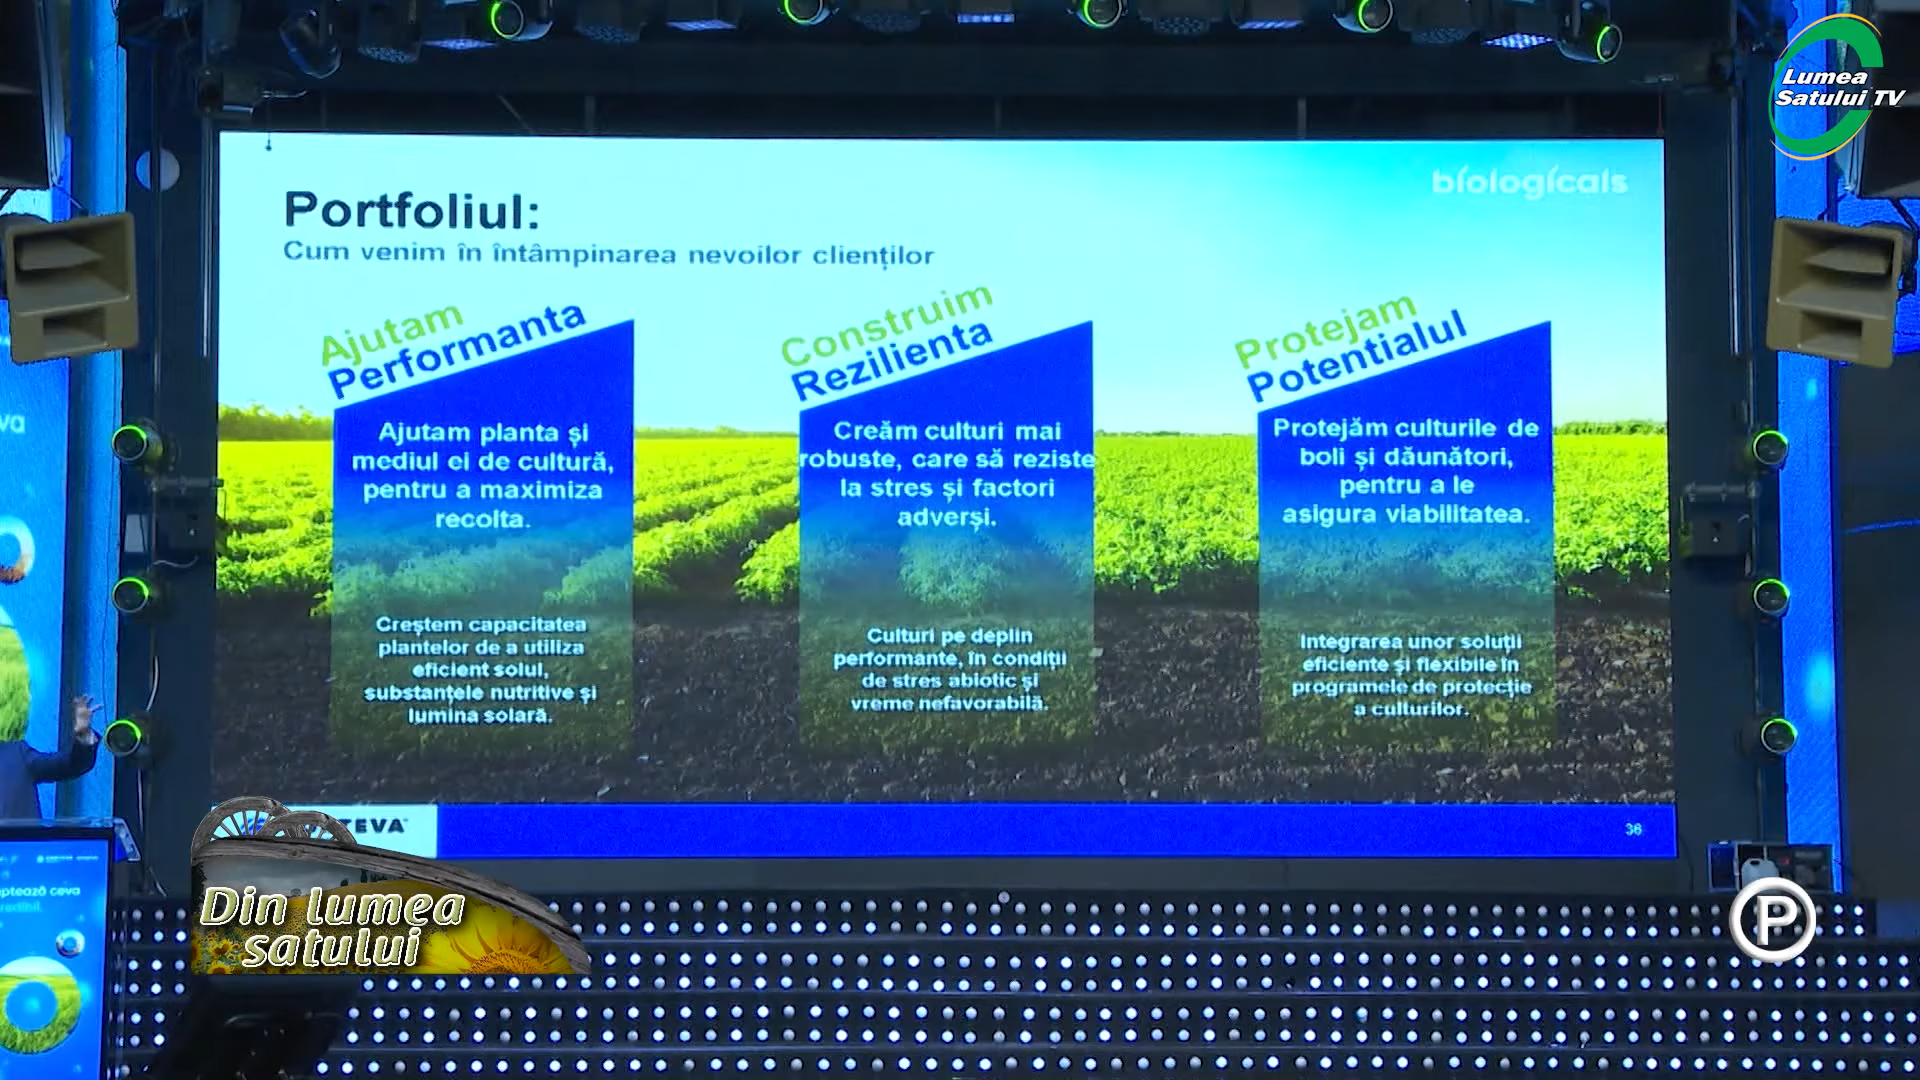 Lumea
Satului TV
biologicals
Portfoliul:
Cum venim în întâmpinarea nevoilor clienților
Ajutam
Performanta
Ajutam planta și
mediul ei de cultură,
pentru a maximiza
recolta.
Creștem capacitatea
plantelor de a utiliza
eficient solul,
substanțele nutritive și
lumina solară.
Construim
Rezilienta
Creăm culturi mai
robuste, care să reziste
la stres și factori
adverși.
Culturi pe deplin
performante, în condiții
de stres abiotic și
vreme nefavorabilă.
Protejam
Potentialul
Protejăm culturile de
boli și dăunători,
pentru a le
asigura viabilitatea.
Integrarea unor soluții
eficiente și flexibile în
programele de protecție
a culturilor.
TEVA
36
Din lumea
satului
P
ceva